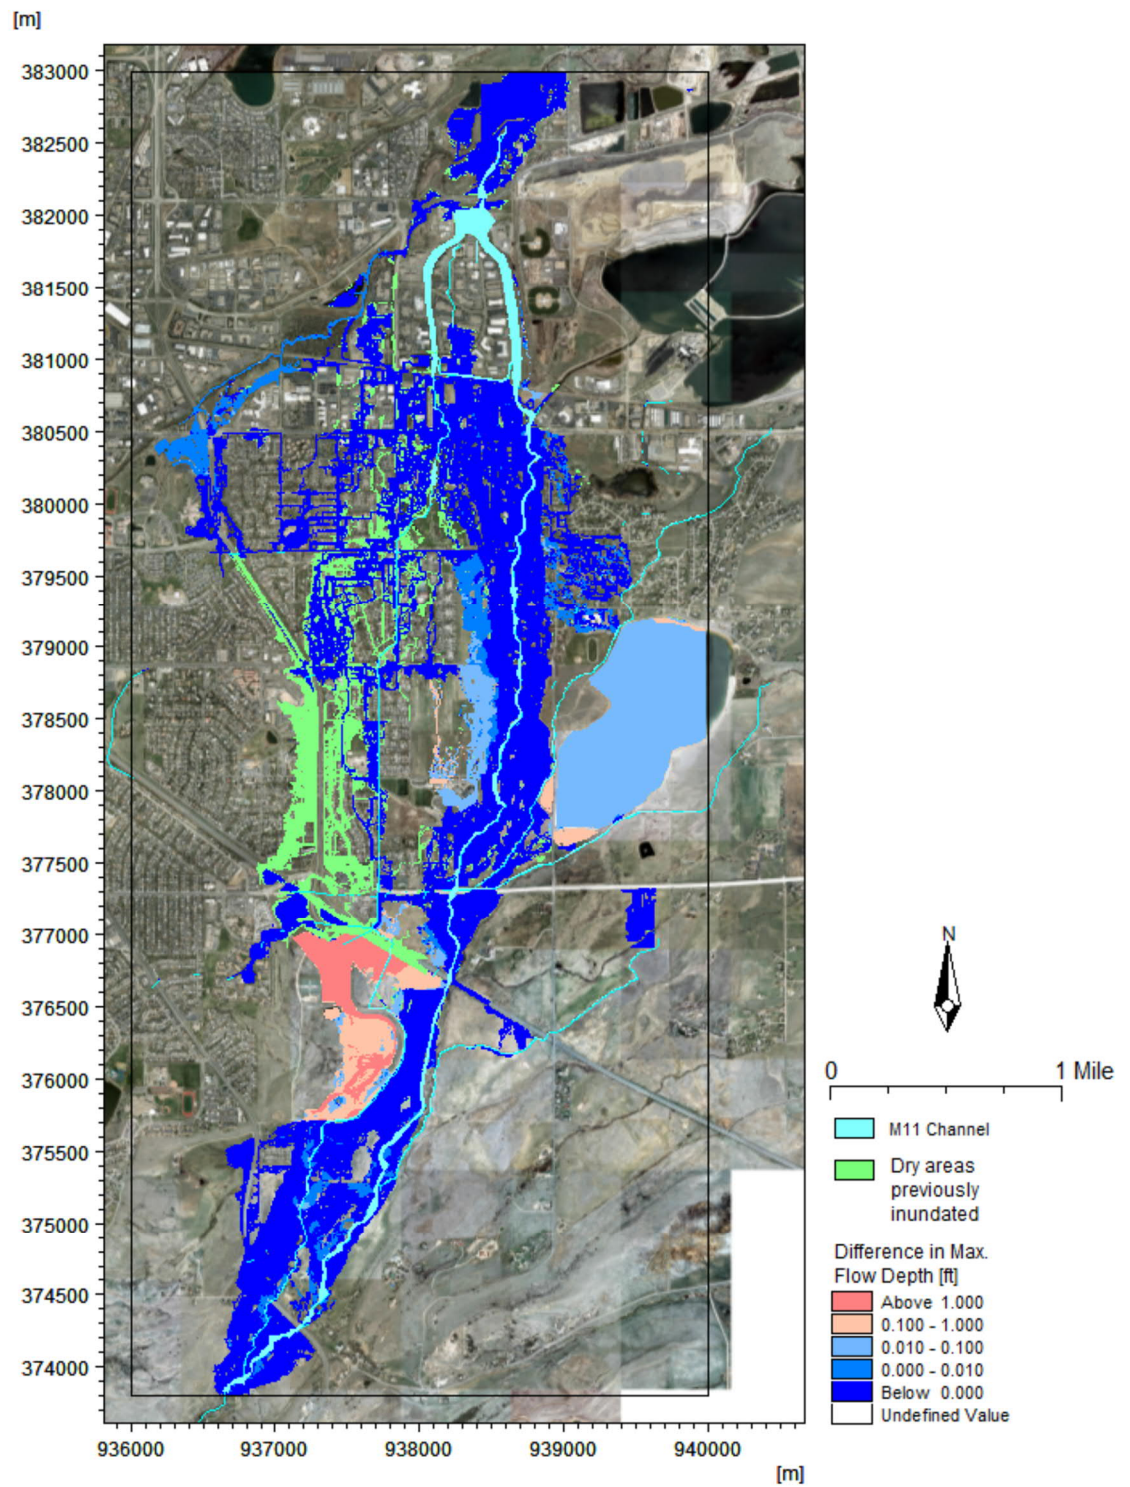 [m]
383000
382500
382000
381500
381000
380500
380000
379500
379000
378500
378000
377500
377000
376500
376000
375500
375000
374500
374000
936000 937000 938000 939000 940000
[m]
N
0 1 Mile
M11 Channel
Dry areas
previously
inundated
Difference in Max.
Flow Depth [ft]
Above 1.000
0.100 - 1.000
0.010 - 0.100
0.000 - 0.010
Below 0.000
Undefined Value